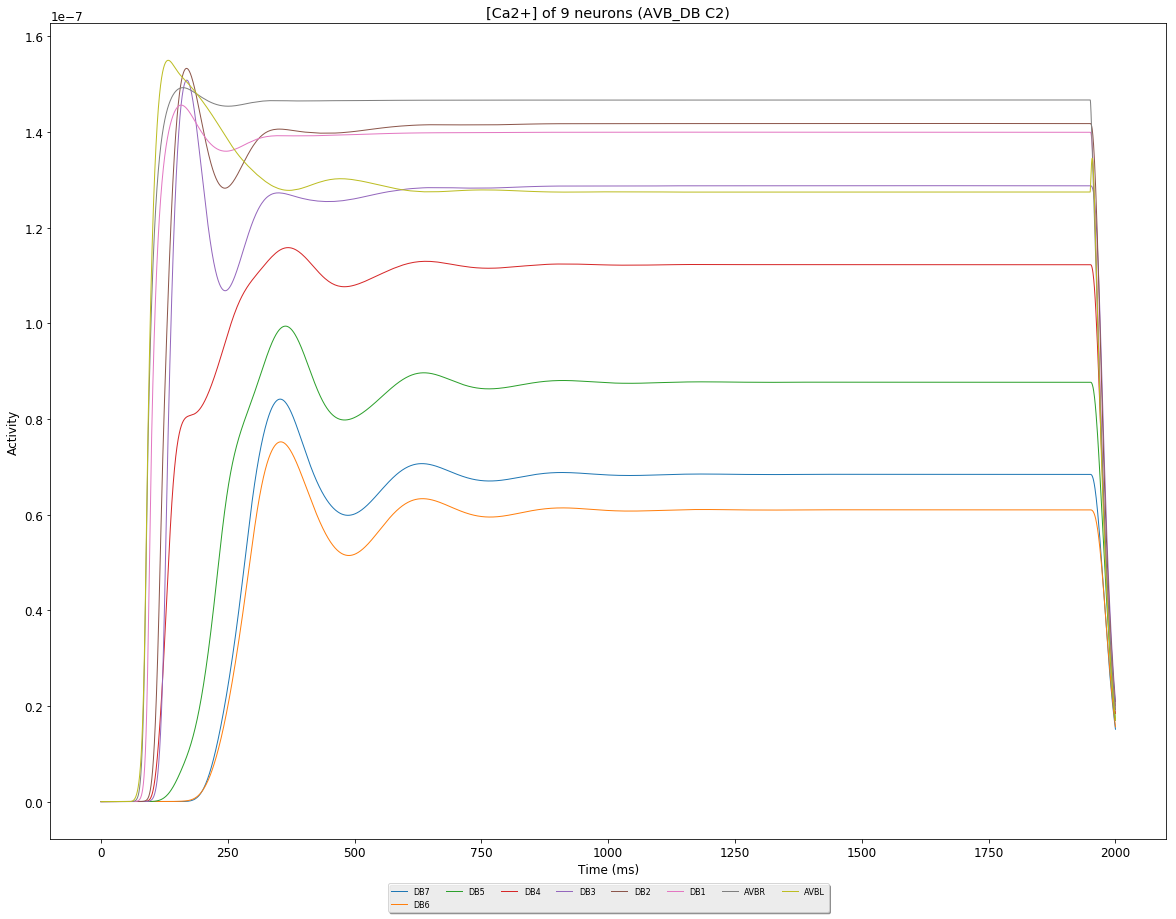 [Ca2+] of 9 neurons (AVB_DB C2)
1e−7
1.6
1.4
1.2
1.0
0.8
0.6
0.4
0.2
0.0
Activity
0 250 500 750 1000 1250 1500 1750 2000
Time (ms)
DB7 DB5 DB4 DB3 DB2 DB1 AVBR AVBL
DB6